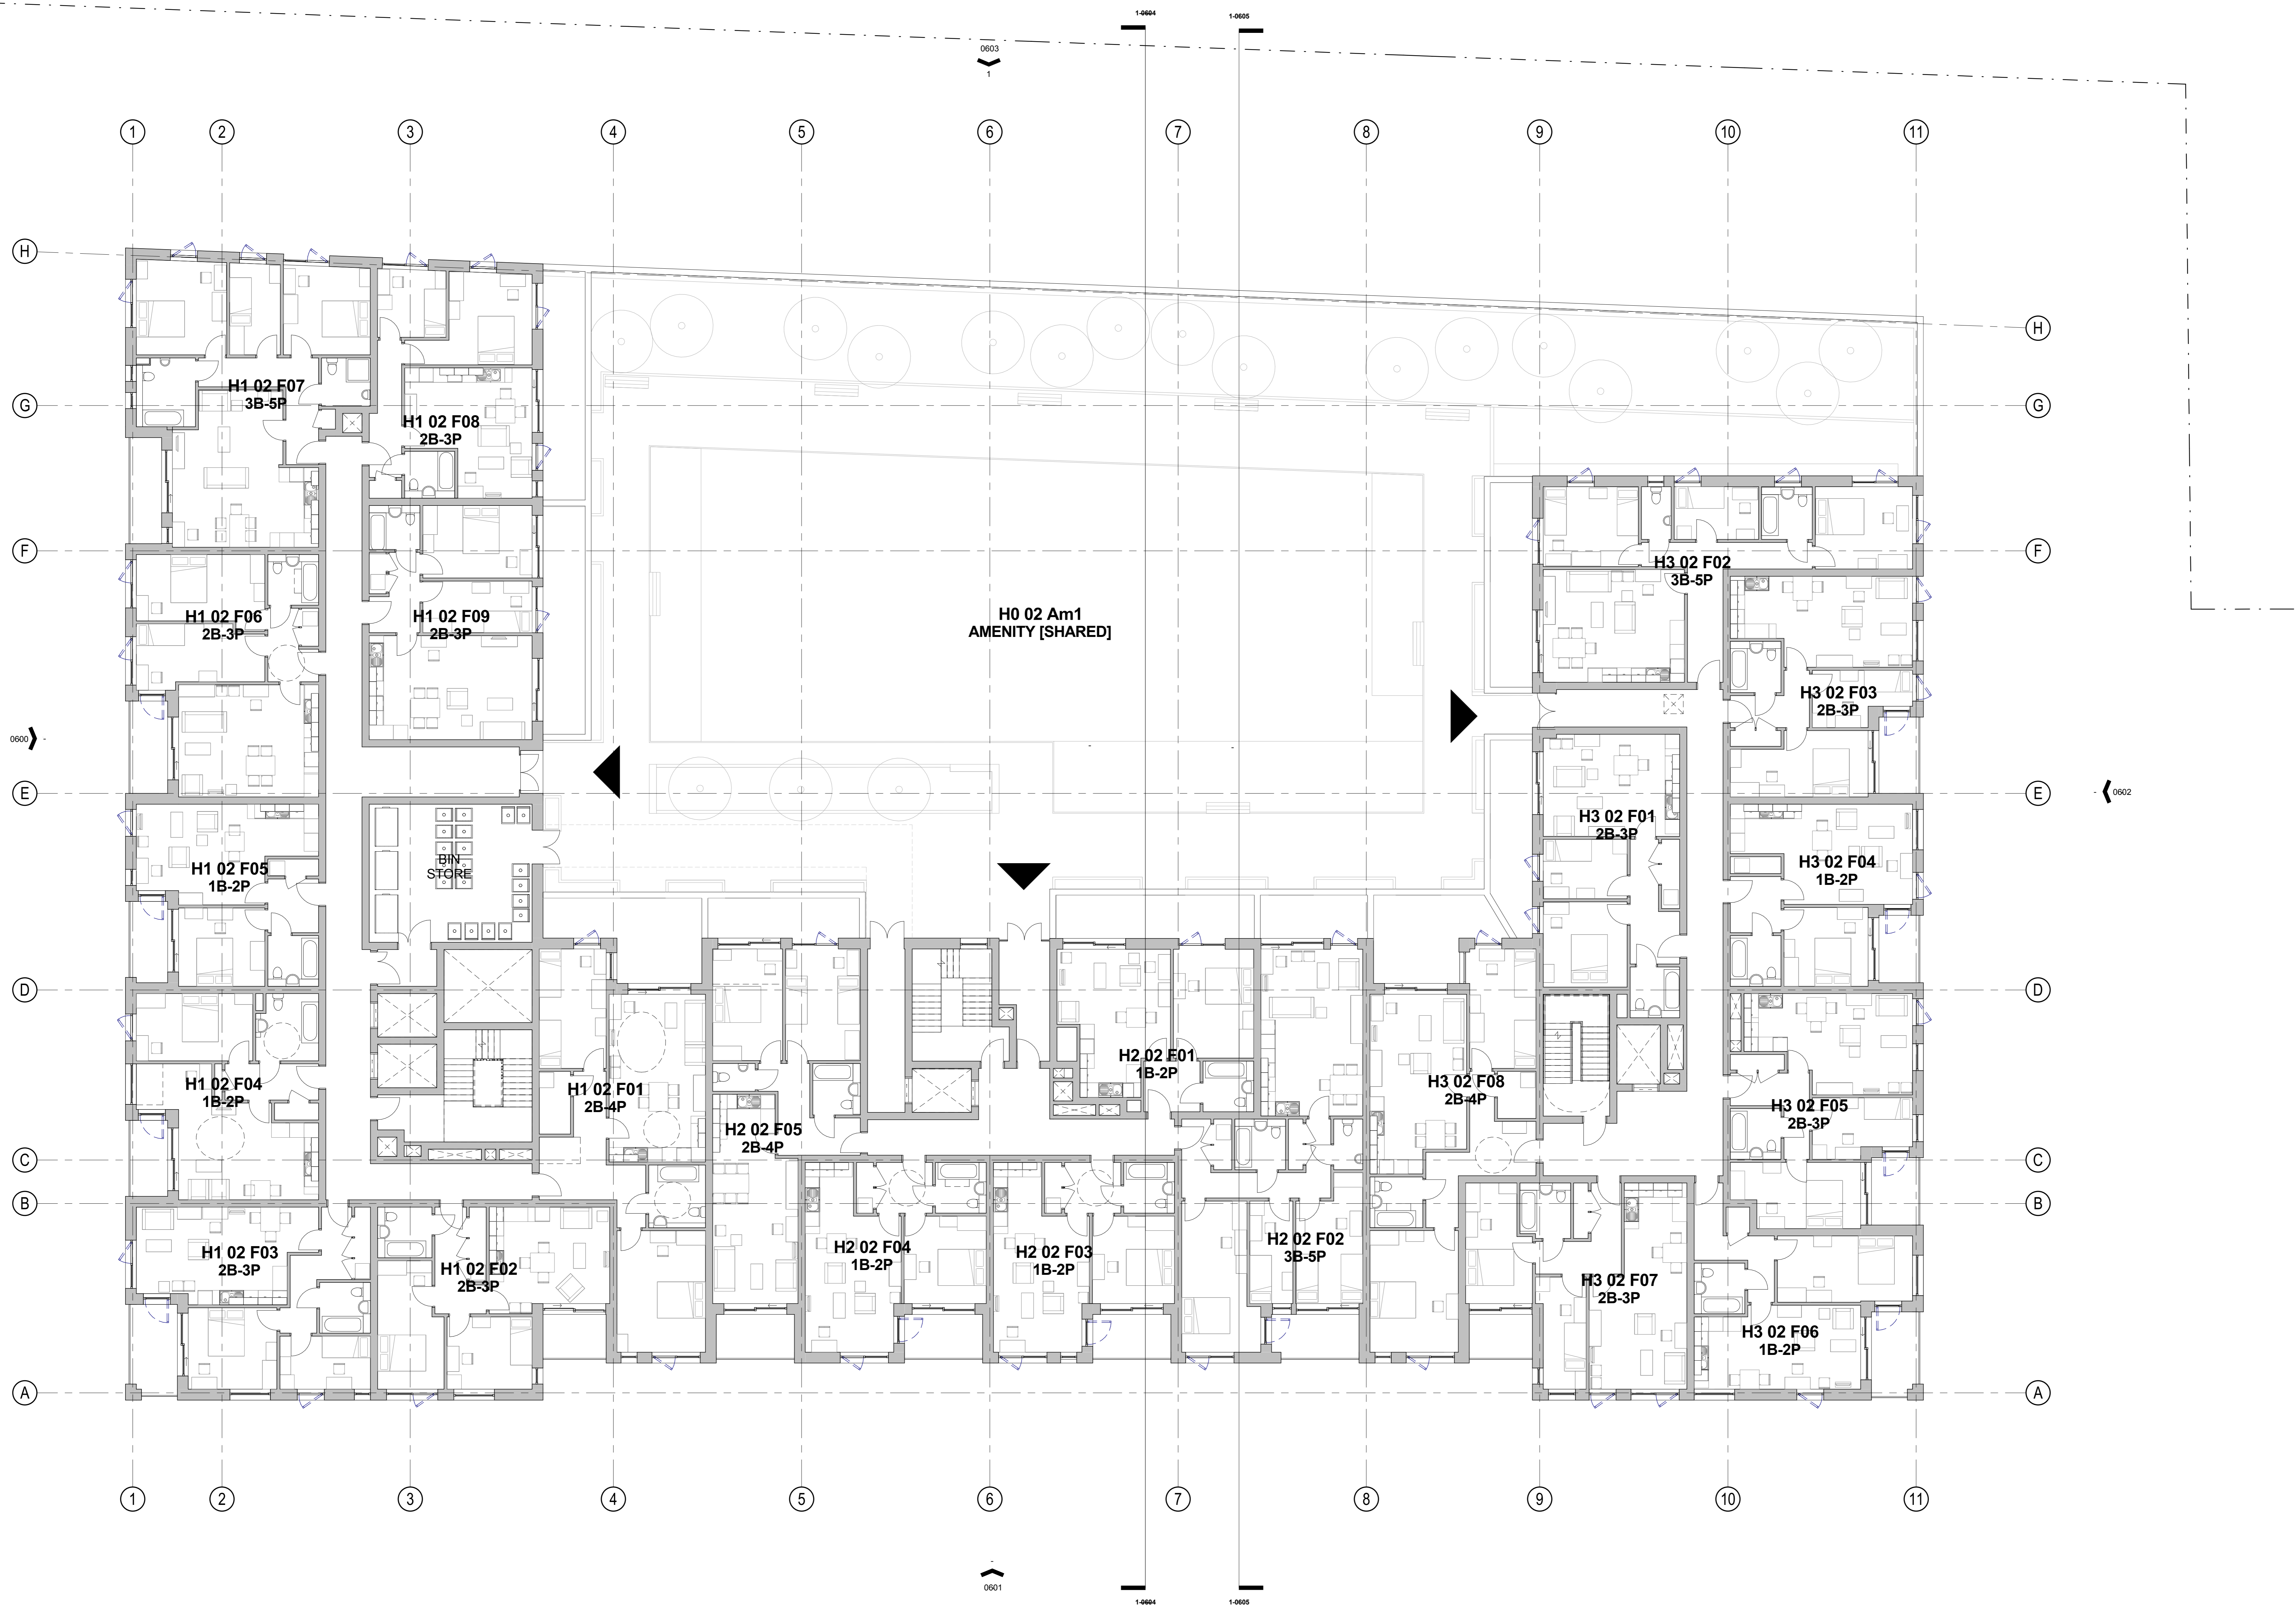 1-0604
1-0605
0603
1
1
2
3
4
5
6
7
8
9
10
11
H
H
G
G
H1 02 F07
3B-5P
H1 02 F08
2B-3P
F
F
H3 02 F02
3B-5P
H1 02 F06
2B-3P
H1 02 F09
2B-3P
H0 02 Am1
AMENITY [SHARED]
H3 02 F03
2B-3P
0600
-
E
E
-
0602
H3 02 F01
2B-3P
BIN
STORE
H1 02 F05
1B-2P
H3 02 F04
1B-2P
D
D
H1 02 F04
1B-2P
H1 02 F01
2B-4P
H2 02 F01
1B-2P
H3 02 F08
2B-4P
H3 02 F05
2B-3P
H2 02 F05
2B-4P
C
C
B
B
H1 02 F03
2B-3P
H1 02 F02
2B-3P
H2 02 F04
1B-2P
H2 02 F03
1B-2P
H2 02 F02
3B-5P
H3 02 F07
2B-3P
H3 02 F06
1B-2P
A
A
1
2
3
4
5
6
7
8
9
10
11
-
0601
1-0604
1-0605